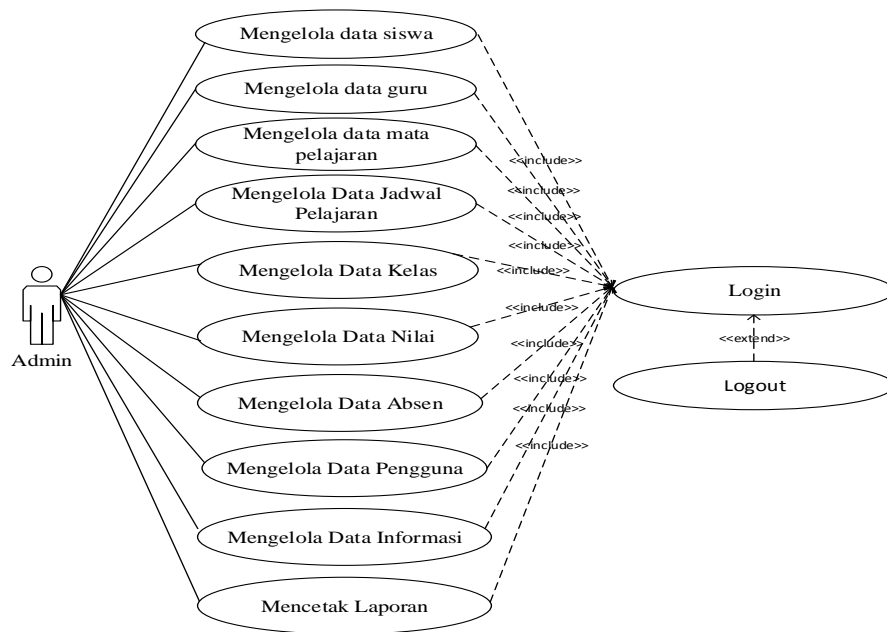 Mengelola data siswa
Mengelola data guru
Mengelola data mata
pelajaran
Mengelola Data Jadwal
Pelajaran
Mengelola Data Kelas
Mengelola Data Nilai
Mengelola Data Absen
Mengelola Data Pengguna
Mengelola Data Informasi
Mencetak Laporan
Admin
<<include>>
<<include>>
<<include>>
<<include>>
<<include>>
<<include>>
<<include>>
<<include>>
<<include>>
<<include>>
Login
<<extend>>
Logout